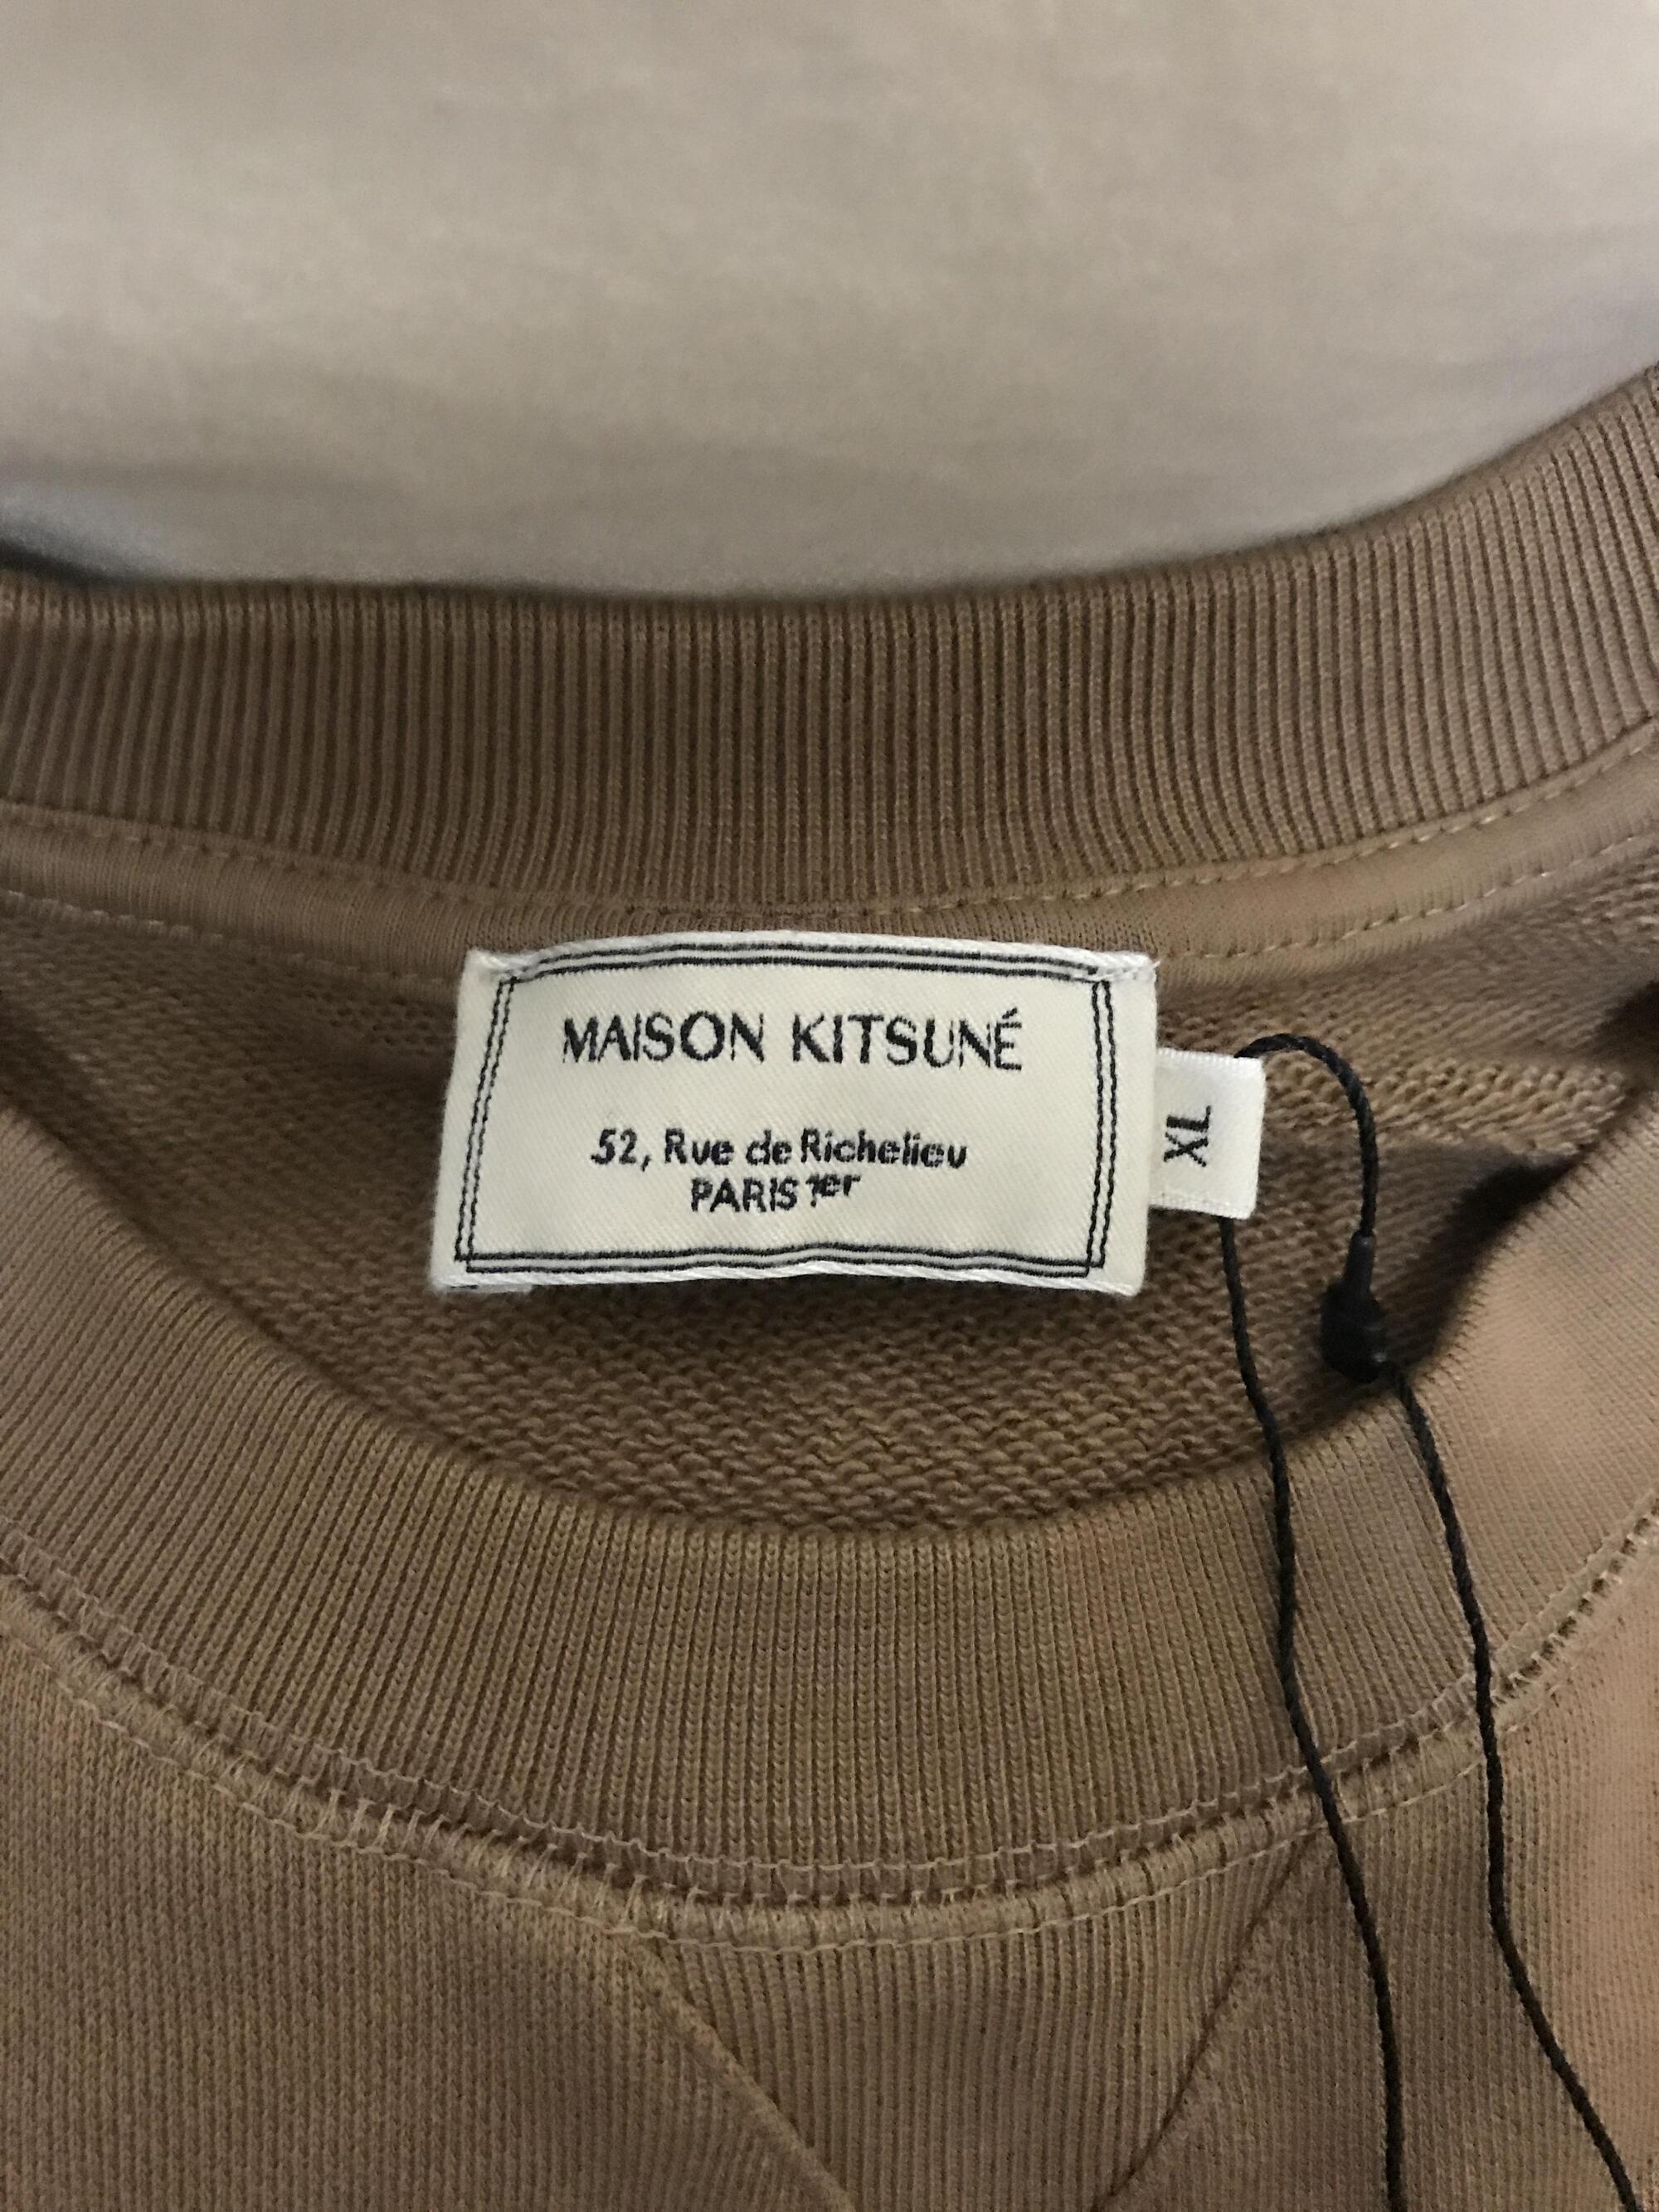 MAISON KITSUNÉ
52, Rue de Richelieu
PARIS 1er
XL